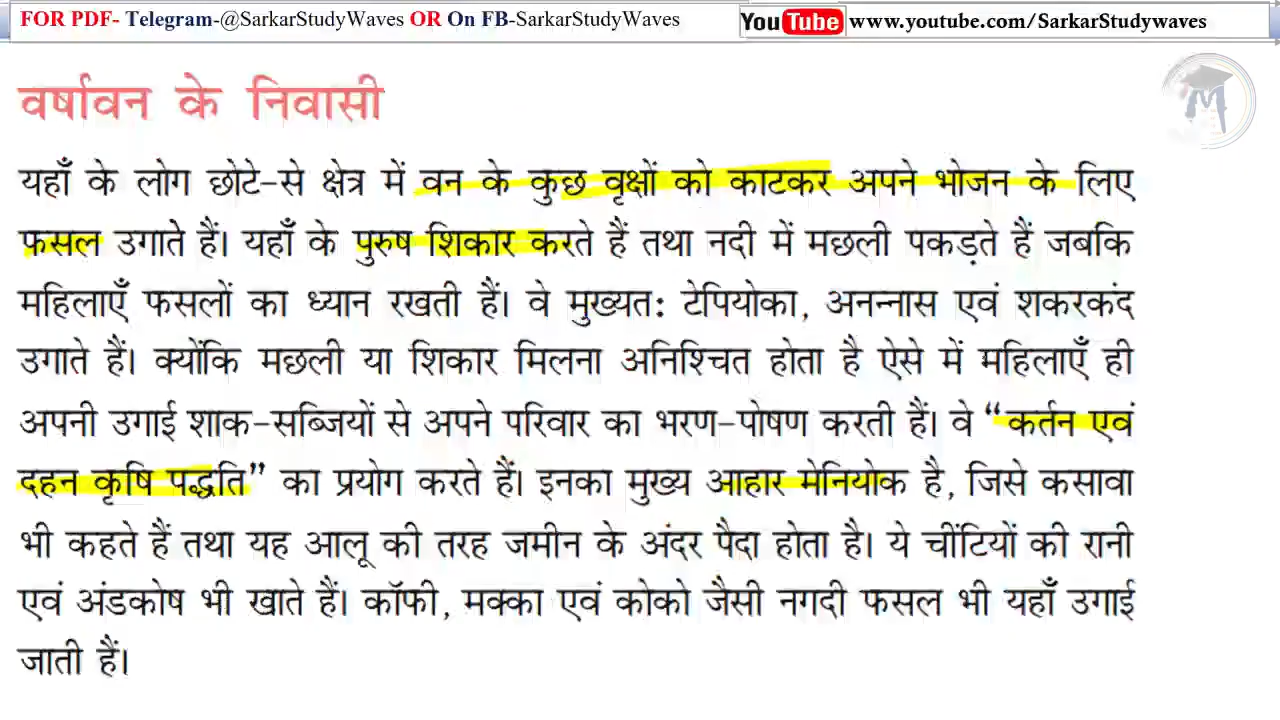 FOR PDF- Telegram-@SarkarStudyWaves OR On FB-SarkarStudyWaves
YouTube www.youtube.com/SarkarStudywaves
वर्षावन के निवासी
यहाँ के लोग छोटे-से क्षेत्र में वन के कुछ वृक्षों को काटकर अपने भोजन के लिए
फसल उगाते हैं। यहाँ के पुरुष शिकार करते हैं तथा नदी में मछली पकड़ते हैं जबकि
महिलाएँ फसलों का ध्यान रखती हैं। वे मुख्यतः टेपियोका, अनन्नास एवं शकरकंद
उगाते हैं। क्योंकि मछली या शिकार मिलना अनिश्चित होता है ऐसे में महिलाएँ ही
अपनी उगाई शाक-सब्जियों से अपने परिवार का भरण-पोषण करती हैं। वे “कर्तन एवं
दहन कृषि पद्धति” का प्रयोग करते हैं। इनका मुख्य आहार मेनियोक है, जिसे कसावा
भी कहते हैं तथा यह आलू की तरह जमीन के अंदर पैदा होता है। ये चींटियों की रानी
एवं अंडकोष भी खाते हैं। कॉफी, मक्का एवं कोको जैसी नगदी फसल भी यहाँ उगाई
जाती हैं।